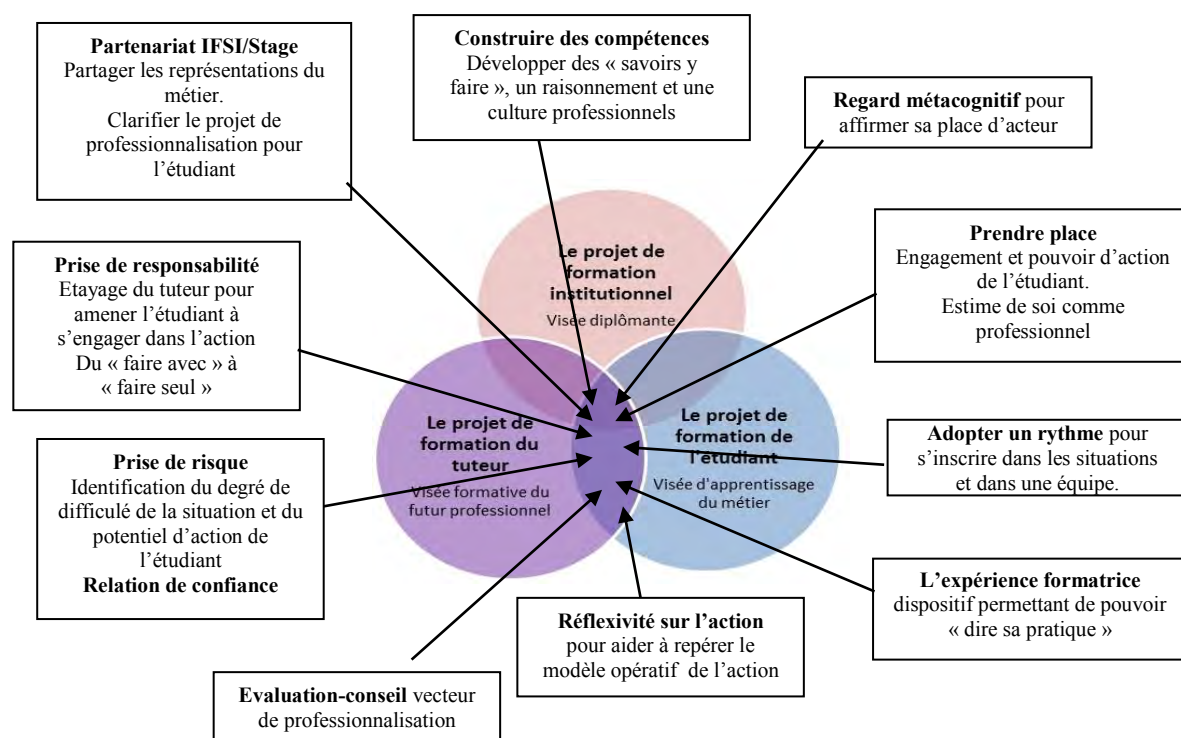 Partenariat IFSI/Stage
Partager les représentations du
métier.
Clarifier le projet de
professionnalisation pour
l'étudiant
Construire des compétences
Développer des « savoirs y
faire », un raisonnement et une
culture professionnels
Regard métacognitif pour
affirmer sa place d'acteur
Prise de responsabilité
Etayage du tuteur pour
amener l'étudiant à
s'engager dans l'action
Du « faire avec » à
« faire seul »
Le projet de
formation
institutionnel
Visée diplômante
Prendre place
Engagement et pouvoir d'action
de l'étudiant.
Estime de soi comme
professionnel
Prise de risque
Identification du degré de
difficulé de la situation et du
potentiel d'action de
l'étudiant
Relation de confiance
Le projet de
formation du
tuteur
Visée formative du
futur professionnel
Le projet de
formation de
l'étudiant
Visée d'apprentissage
du métier
Adopter un rythme pour
s'inscrire dans les situations
et dans une équipe.
L'expérience formatrice
dispositif permettant de pouvoir
« dire sa pratique »
Réflexivité sur l'action
pour aider à repérer le
modèle opératif de l'action
Evaluation-conseil vecteur
de professionnalisation